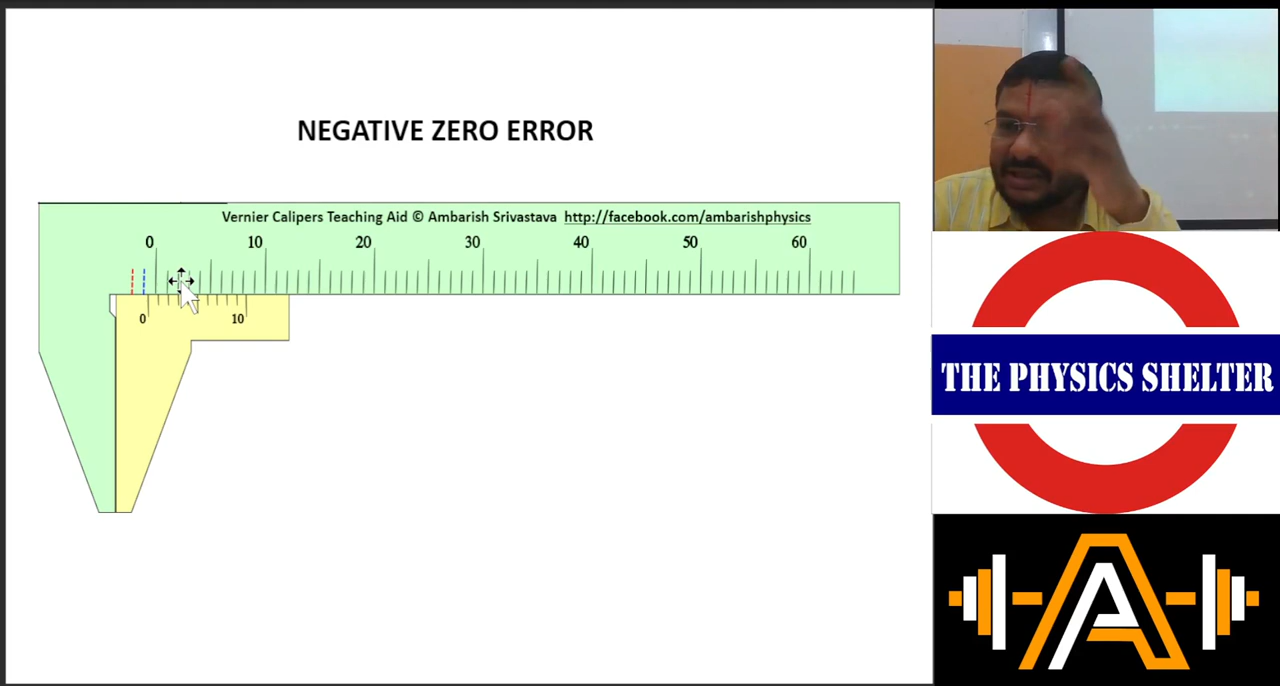 NEGATIVE ZERO ERROR
Vernier Calipers Teaching Aid © Ambarish Srivastava http://facebook.com/ambarishphysics
0 10 20 30 40 50 60
0 10
THE PHYSICS SHELTER
A